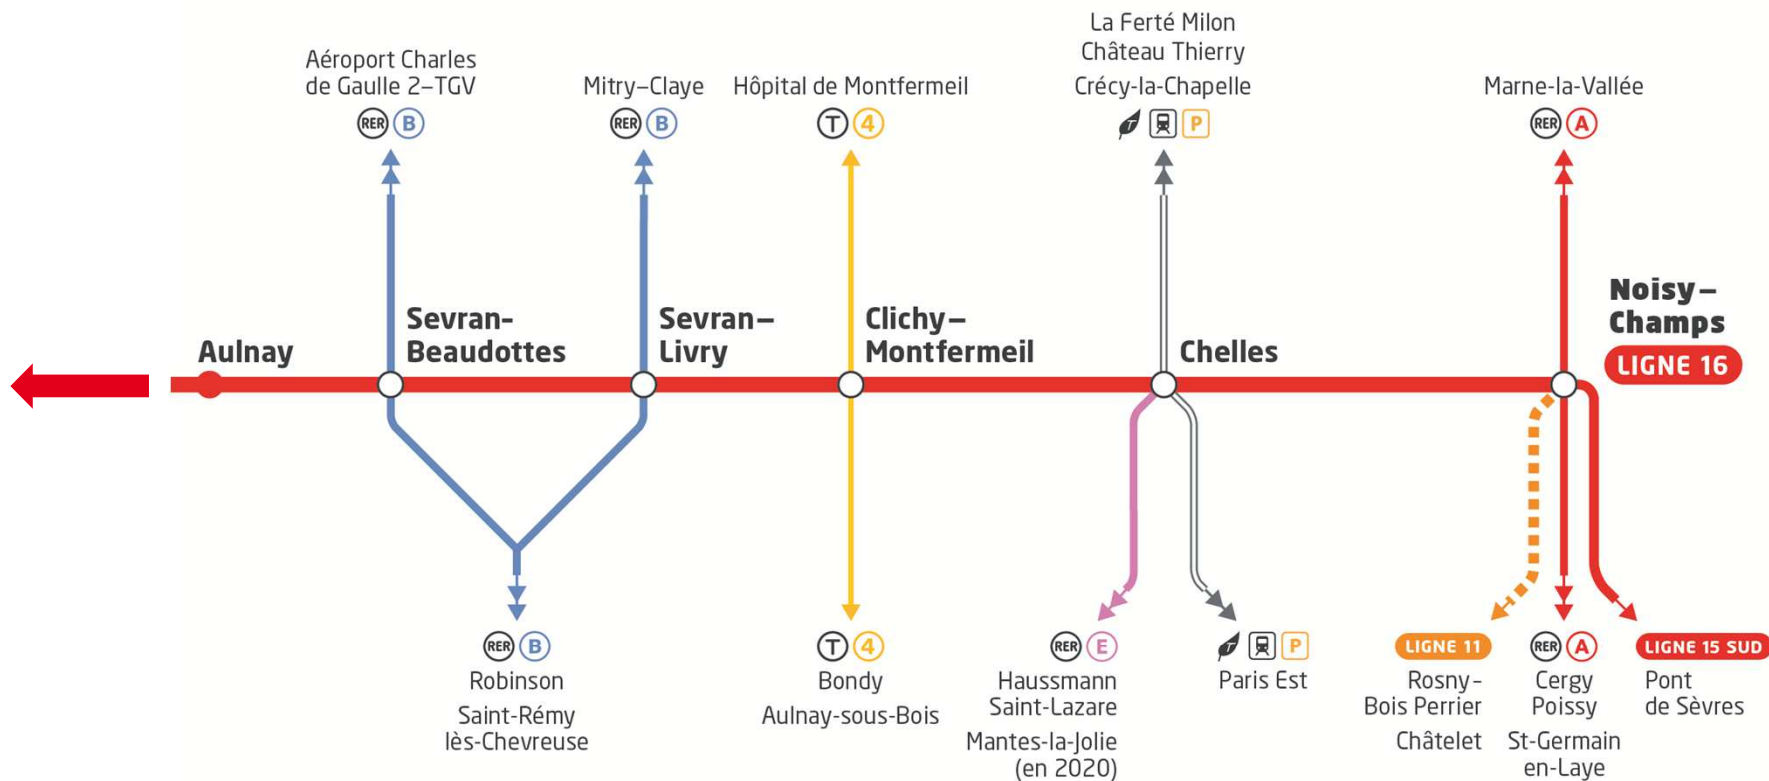 Aéroport Charles
de Gaulle 2–TGV
RER B
Mitry–Claye
RER B
Hôpital de Montfermeil
T 4
La Ferté Milon
Château Thierry
Crécy-la-Chapelle
T P
Marne-la-Vallée
RER A
Aulnay
Sevran-
Beaudottes
Sevran–
Livry
Clichy–
Montfermeil
Chelles
Noisy–
Champs
LIGNE 16
RER B
Robinson
Saint-Rémy
lès-Chevreuse
T 4
Bondy
Aulnay-sous-Bois
RER E
Haussmann
Saint-Lazare
Mantes-la-Jolie
(en 2020)
T P
Paris Est
LIGNE 11
Rosny–
Bois Perrier
Châtelet
RER A
Cergy
Poissy
St-Germain
en-Laye
LIGNE 15 SUD
Pont
de Sèvres